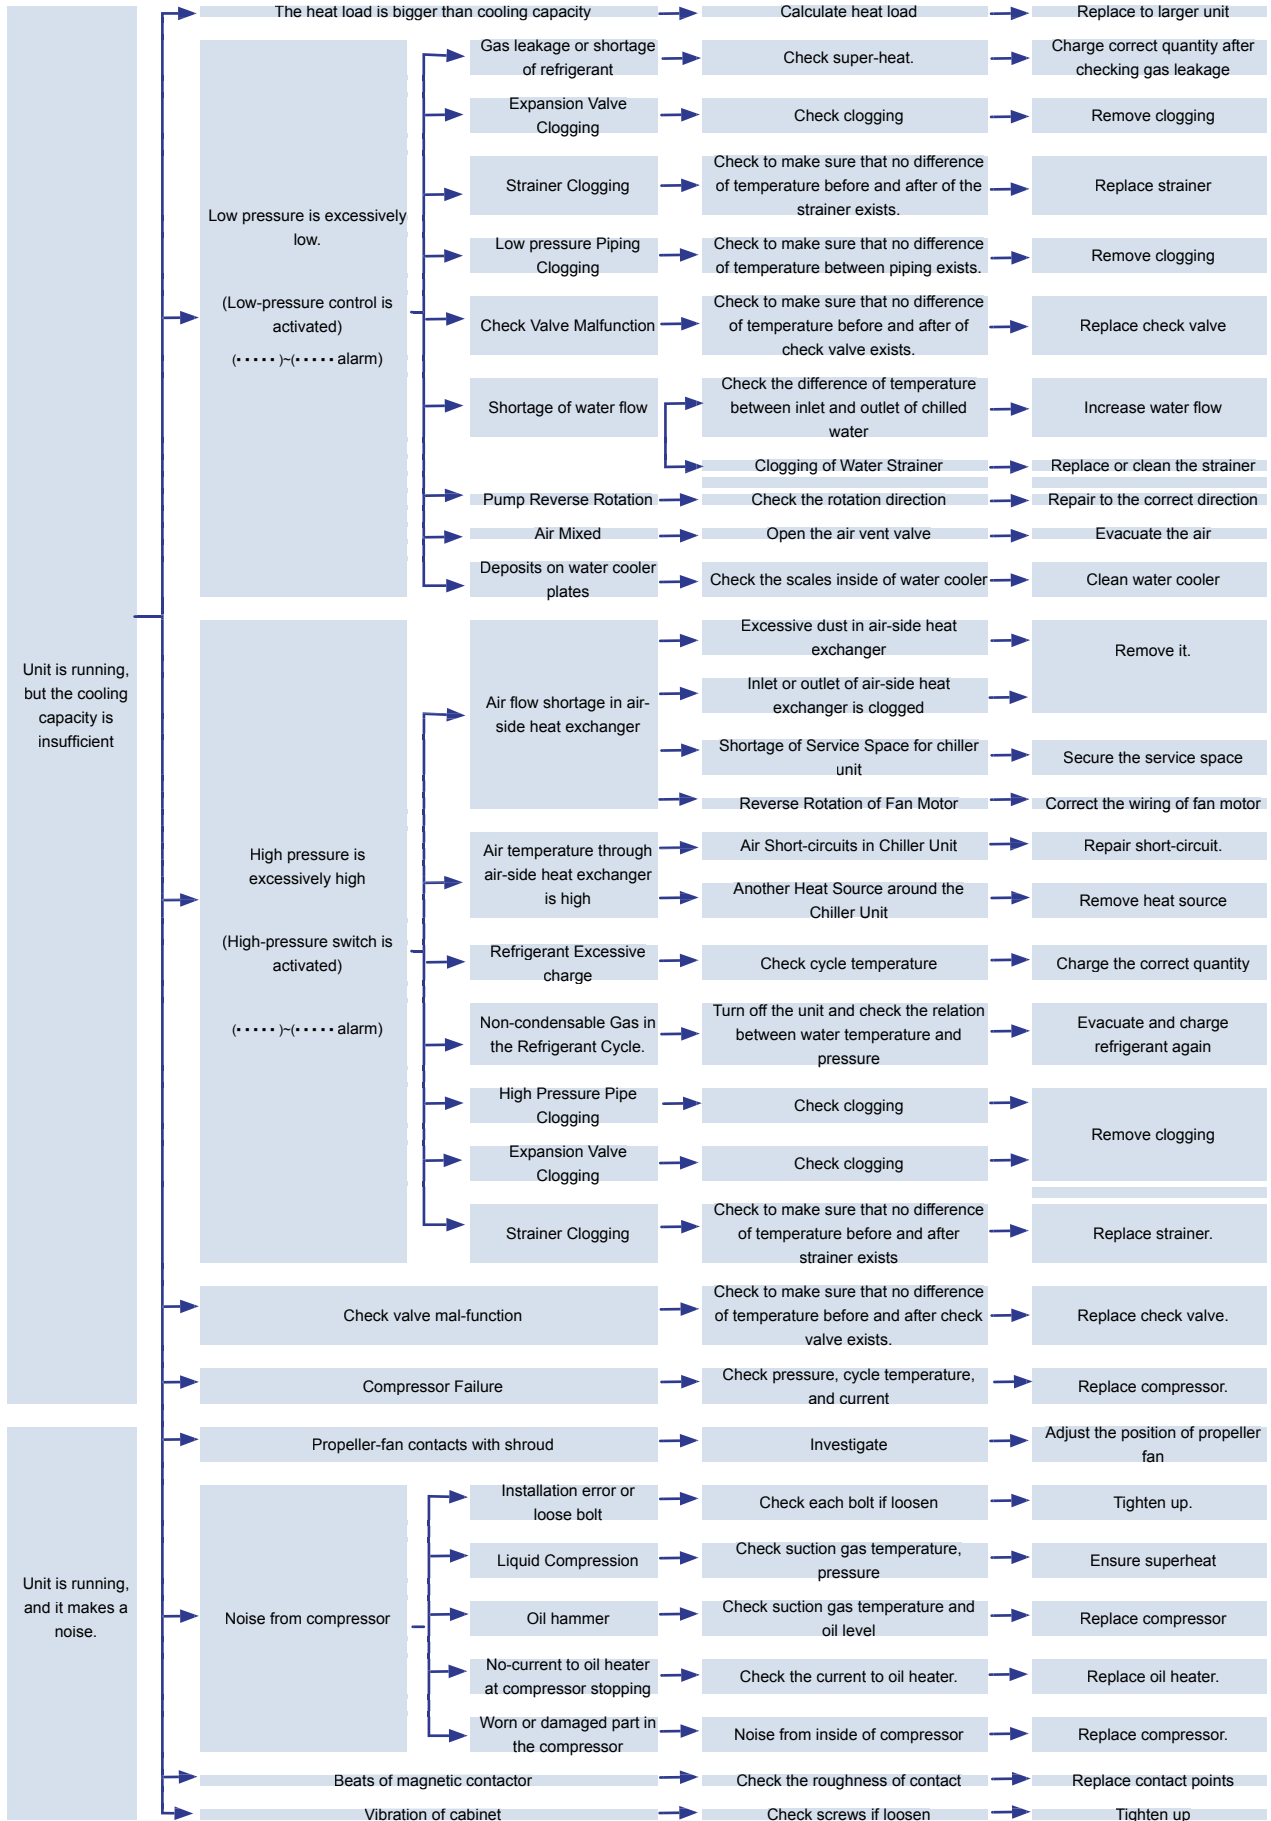 The heat load is bigger than cooling capacity
Calculate heat load
Replace to larger unit
Low pressure is excessively
low.
(Low-pressure control is
activated)
(▪ ▪ ▪ ▪ ▪ )~(▪ ▪ ▪ ▪ ▪ alarm)
Gas leakage or shortage
of refrigerant
Check super-heat.
Charge correct quantity after
checking gas leakage
Expansion Valve
Clogging
Check clogging
Remove clogging
Strainer Clogging
Check to make sure that no difference
of temperature before and after of the
strainer exists.
Replace strainer
Low pressure Piping
Clogging
Check to make sure that no difference
of temperature between piping exists.
Remove clogging
Check Valve Malfunction
Check to make sure that no difference
of temperature before and after of
check valve exists.
Replace check valve
Shortage of water flow
Check the difference of temperature
between inlet and outlet of chilled
water
Increase water flow
Clogging of Water Strainer
Replace or clean the strainer
Pump Reverse Rotation
Check the rotation direction
Repair to the correct direction
Air Mixed
Open the air vent valve
Evacuate the air
Deposits on water cooler
plates
Check the scales inside of water cooler
Clean water cooler
Unit is running,
but the cooling
capacity is
insufficient
High pressure is
excessively high
(High-pressure switch is
activated)
(▪ ▪ ▪ ▪ ▪ )~(▪ ▪ ▪ ▪ ▪ alarm)
Air flow shortage in air-
side heat exchanger
Excessive dust in air-side heat
exchanger
Remove it.
Inlet or outlet of air-side heat
exchanger is clogged
Shortage of Service Space for chiller
unit
Secure the service space
Reverse Rotation of Fan Motor
Correct the wiring of fan motor
Air temperature through
air-side heat exchanger
is high
Air Short-circuits in Chiller Unit
Repair short-circuit.
Another Heat Source around the
Chiller Unit
Remove heat source
Refrigerant Excessive
charge
Check cycle temperature
Charge the correct quantity
Non-condensable Gas in
the Refrigerant Cycle.
Turn off the unit and check the relation
between water temperature and
pressure
Evacuate and charge
refrigerant again
High Pressure Pipe
Clogging
Check clogging
Remove clogging
Expansion Valve
Clogging
Check clogging
Strainer Clogging
Check to make sure that no difference
of temperature before and after
strainer exists
Replace strainer.
Check valve mal-function
Check to make sure that no difference
of temperature before and after check
valve exists.
Replace check valve.
Compressor Failure
Check pressure, cycle temperature,
and current
Replace compressor.
Unit is running,
and it makes a
noise.
Propeller-fan contacts with shroud
Investigate
Adjust the position of propeller
fan
Noise from compressor
Installation error or
loose bolt
Check each bolt if loosen
Tighten up.
Liquid Compression
Check suction gas temperature,
pressure
Ensure superheat
Oil hammer
Check suction gas temperature and
oil level
Replace compressor
No-current to oil heater
at compressor stopping
Check the current to oil heater.
Replace oil heater.
Worn or damaged part in
the compressor
Noise from inside of compressor
Replace compressor.
Beats of magnetic contactor
Check the roughness of contact
Replace contact points
Vibration of cabinet
Check screws if loosen
Tighten up